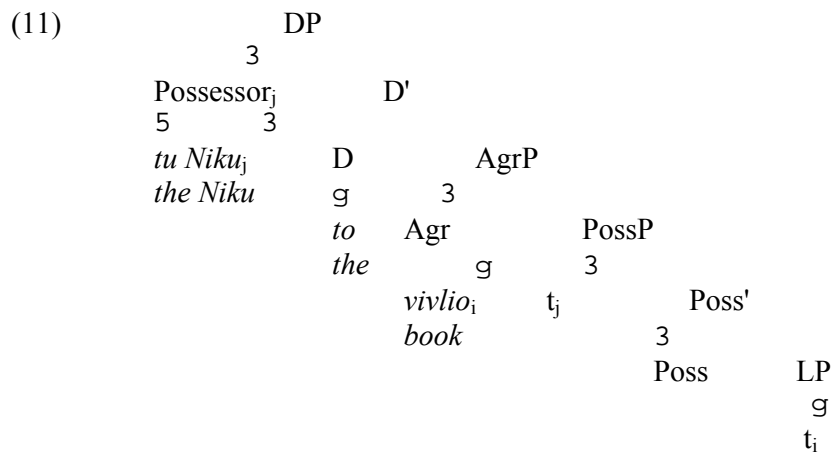 (11) DP
3
Possessorj D'
5 3
tu Nikuj D AgrP
the Niku g 3
to Agr PossP
the g 3
vivlioi tj Poss'
book 3
Poss LP
g
ti